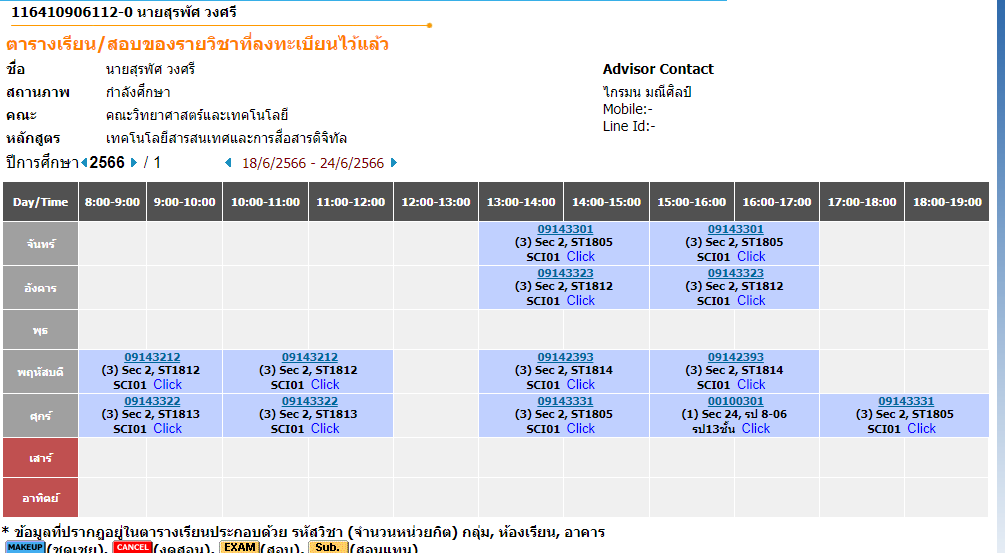 116410906112-0 นายสุรพัศ วงศรี
ตารางเรียน/สอบของรายวิชาที่ลงทะเบียนไว้แล้ว
ชื่อ นายสุรพัศ วงศรี Advisor Contact
สถานภาพ กำลังศึกษา ไกรมน มณีศิลป์
คณะ คณะวิทยาศาสตร์และเทคโนโลยี Mobile:-
หลักสูตร เทคโนโลยีสารสนเทศและการสื่อสารดิจิทัล Line Id:-
ปีการศึกษา 2566 / 1 18/6/2566 - 24/6/2566
Day/Time 8:00-9:00 9:00-10:00 10:00-11:00 11:00-12:00 12:00-13:00 13:00-14:00 14:00-15:00 15:00-16:00 16:00-17:00 17:00-18:00 18:00-19:00
จันทร์
09143301 09143301
(3) Sec 2, ST1805 (3) Sec 2, ST1805
SCI01 Click SCI01 Click
อังคาร
09143323 09143323
(3) Sec 2, ST1812 (3) Sec 2, ST1812
SCI01 Click SCI01 Click
พุธ
พฤหัสบดี
09143212 09143212 09142393 09142393
(3) Sec 2, ST1812 (3) Sec 2, ST1812 (3) Sec 2, ST1814 (3) Sec 2, ST1814
SCI01 Click SCI01 Click SCI01 Click SCI01 Click
ศุกร์
09143322 09143322 09143331 00100301 09143331
(3) Sec 2, ST1813 (3) Sec 2, ST1813 (3) Sec 2, ST1805 (1) Sec 24, รป 8-06 (3) Sec 2, ST1805
SCI01 Click SCI01 Click SCI01 Click รป13ชั้น Click SCI01 Click
เสาร์
อาทิตย์
* ข้อมูลที่ปรากฏอยู่ในตารางเรียนประกอบด้วย รหัสวิชา (จำนวนหน่วยกิต) กลุ่ม, ห้องเรียน, อาคาร
MAKEUP (ชดเชย), CANCEL (งดสอน), EXAM (สอบ), Sub. (สอนแทน)